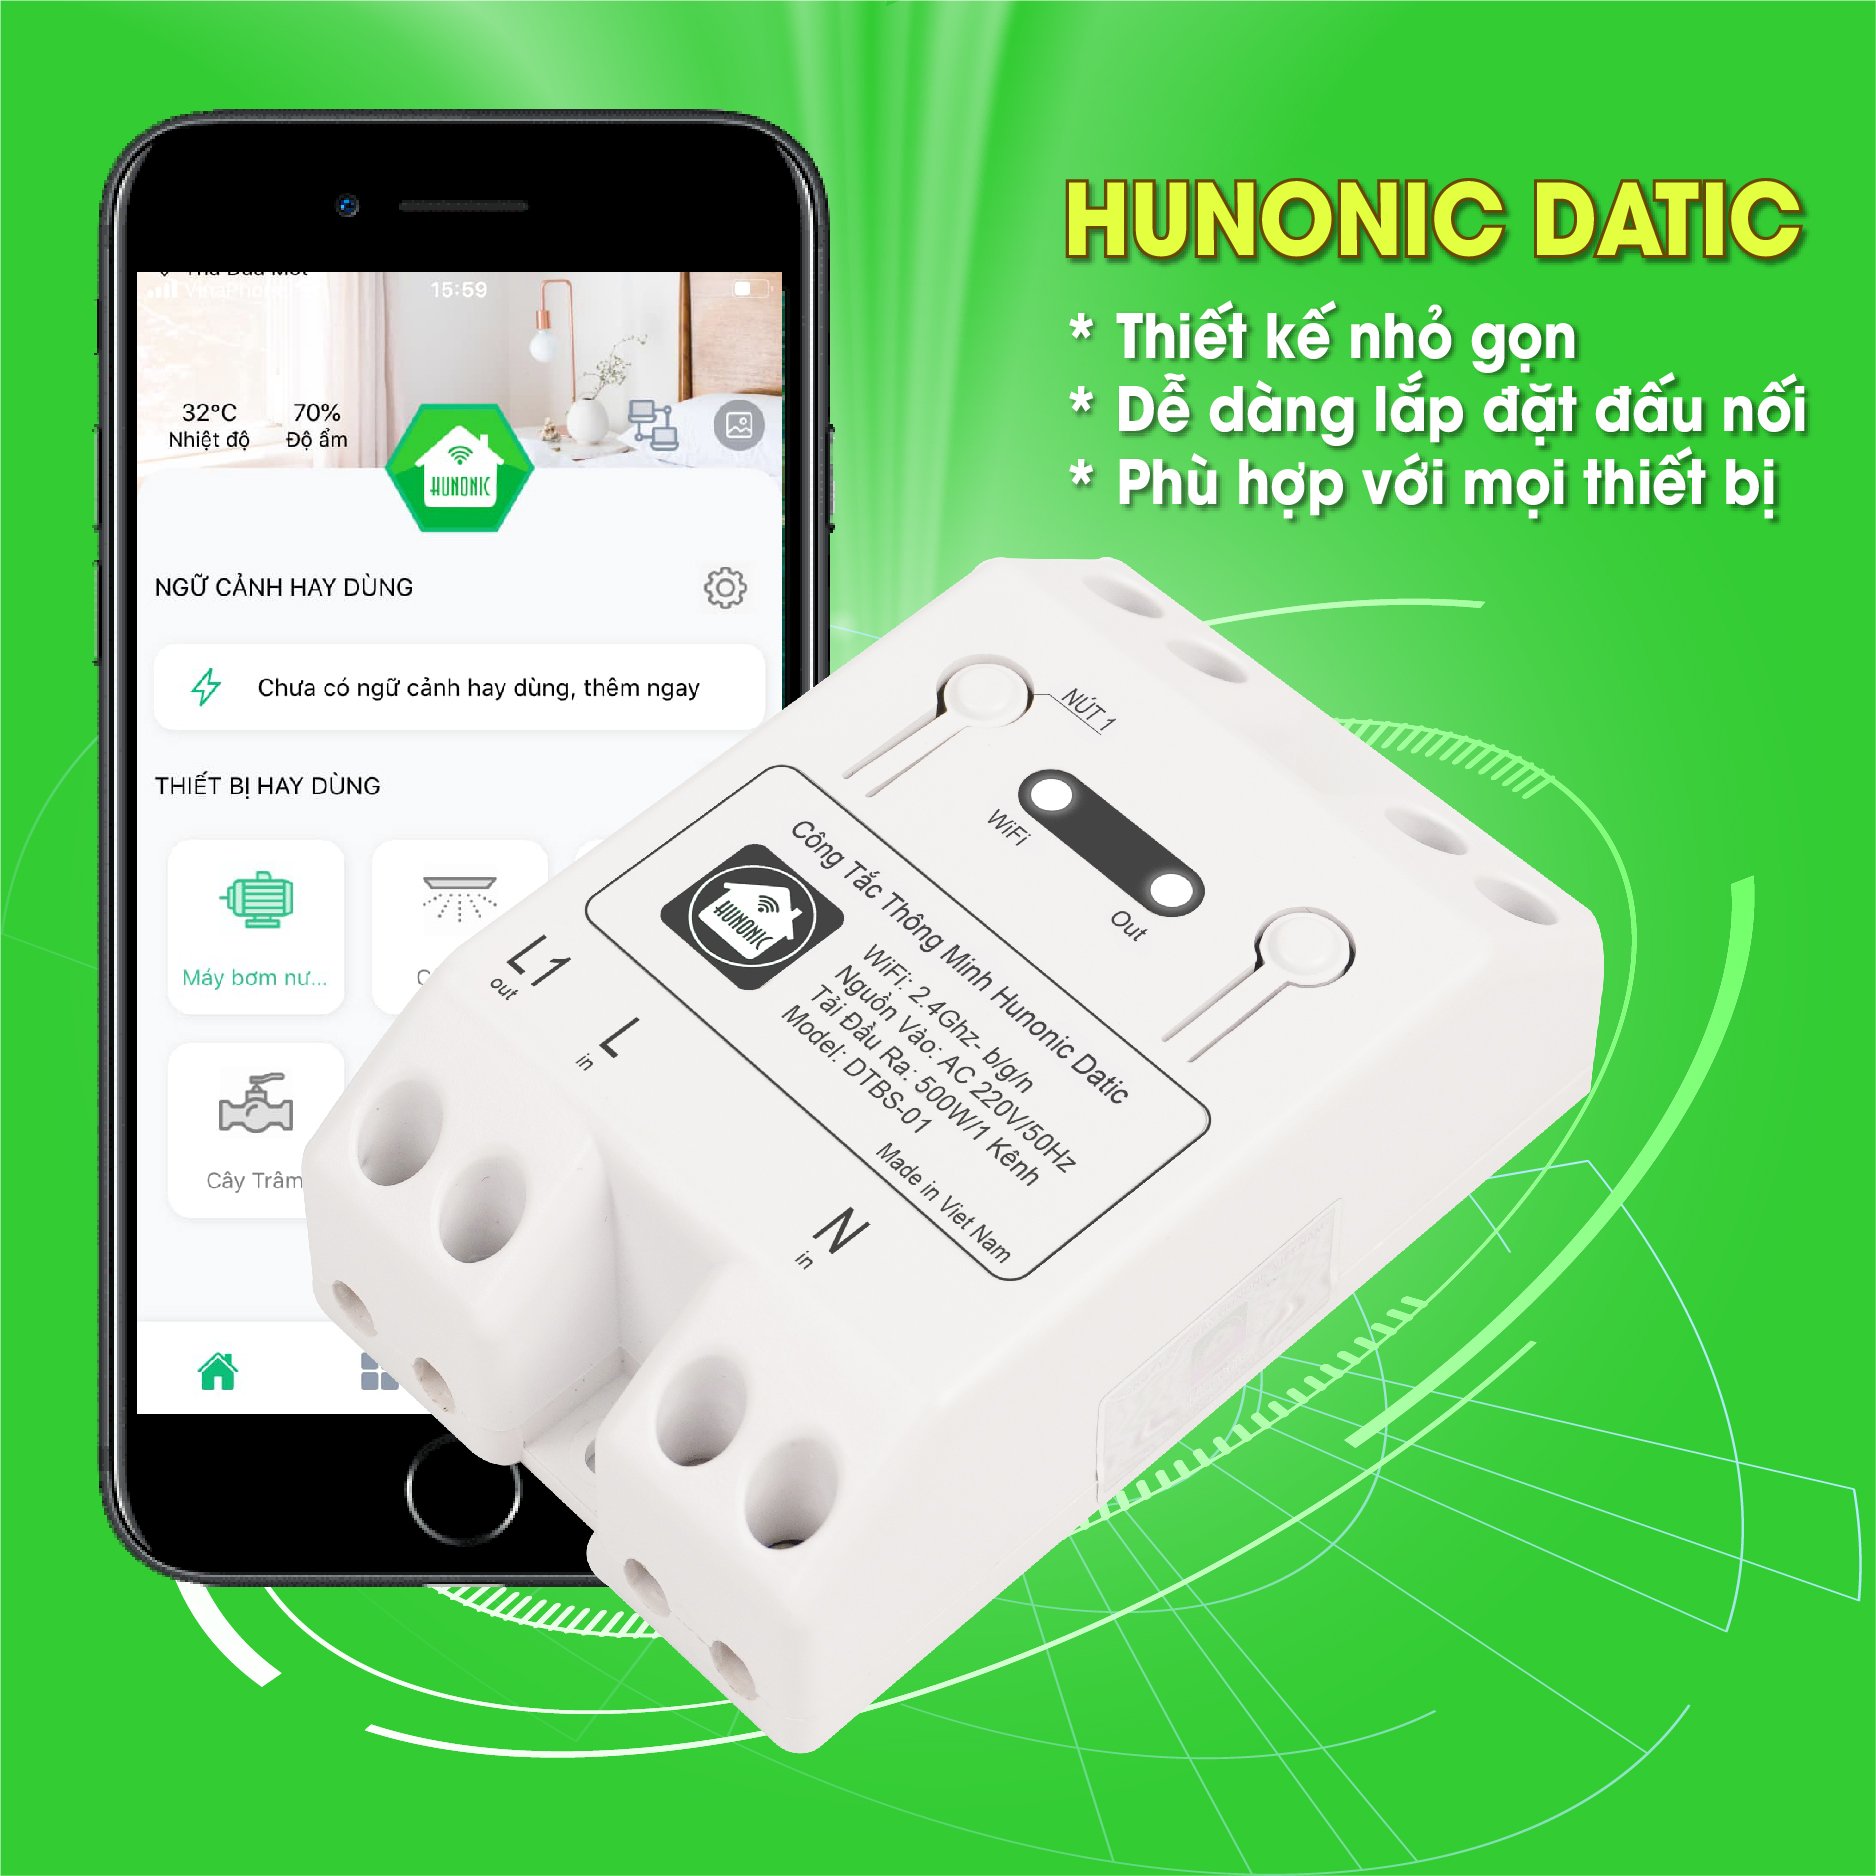 HUNONIC DATIC
* Thiết kế nhỏ gọn
* Dễ dàng lắp đặt đấu nối
* Phù hợp với mọi thiết bị
VinaPhone
15:59
32°C
Nhiệt độ
70%
Độ ẩm
HUNONIC
NGỮ CẢNH HAY DÙNG
Chưa có ngữ cảnh hay dùng, thêm ngay
THIẾT BỊ HAY DÙNG
Máy bơm nư...
Cây Trâm
NÚT 1
WiFi
Out
Công Tắc Thông Minh Hunonic Datic
HUNONIC
WiFi: 2.4Ghz- b/g/n
Nguồn Vào: AC 220V/50Hz
Tải Đầu Ra: 500W/1 Kênh
Model: DTBS-01
Made in Viet Nam
L1
out
L
in
N
in